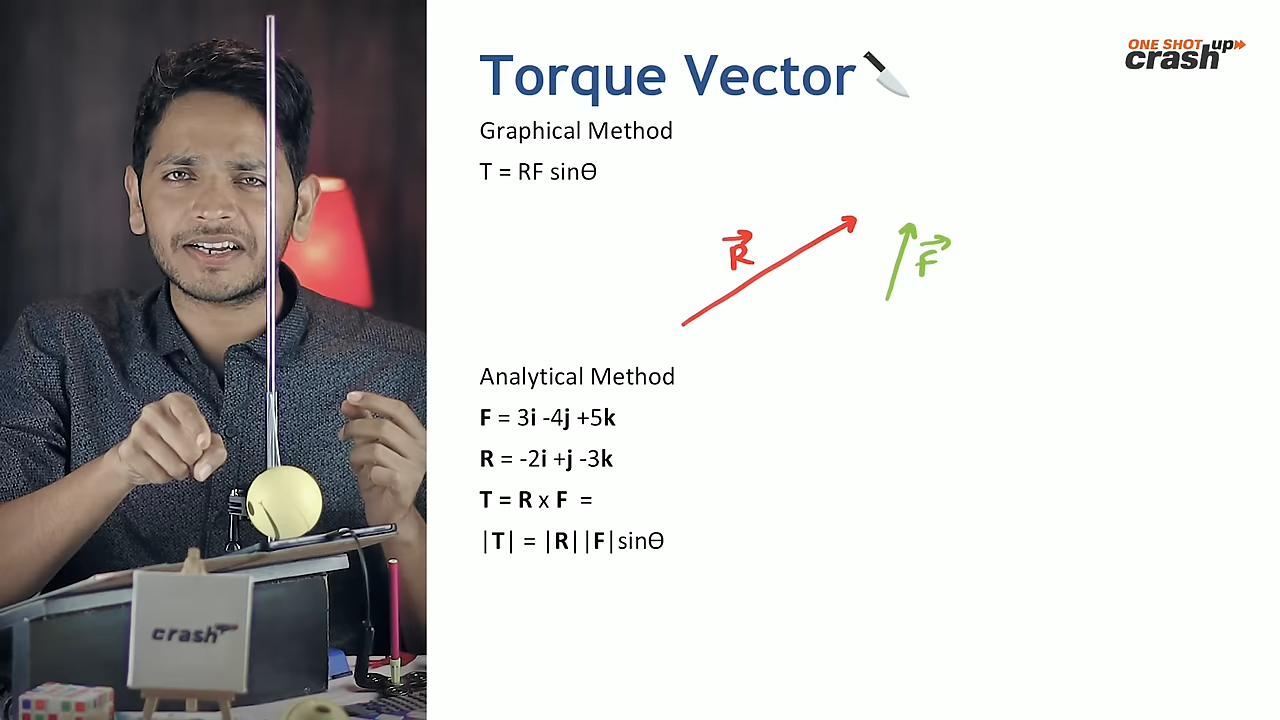 ONE SHOT
crash up
Torque Vector
Graphical Method
T = RF sinΘ
R
F
Analytical Method
F = 3i -4j +5k
R = -2i +j -3k
T = R x F =
|T| = |R||F|sinΘ
crash